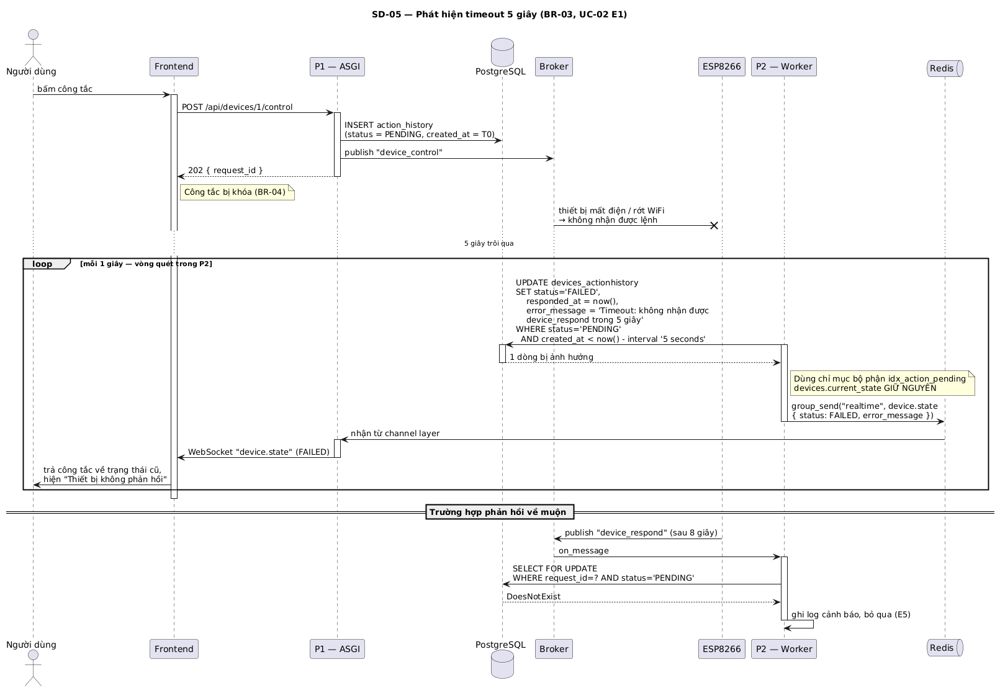 SD-05 — Phát hiện timeout 5 giây (BR-03, UC-02 E1)
Người dùng
Frontend
P1 — ASGI
PostgreSQL
Broker
ESP8266
P2 — Worker
Redis
bấm công tắc
POST /api/devices/1/control
INSERT action_history
(status = PENDING, created_at = T0)
publish "device_control"
202 { request_id }
Công tắc bị khóa (BR-04)
thiết bị mất điện / rớt WiFi
→ không nhận được lệnh
5 giây trôi qua
loop
[mỗi 1 giây — vòng quét trong P2]
UPDATE devices_actionhistory
SET status='FAILED',
responded_at = now(),
error_message = 'Timeout: không nhận được
device_respond trong 5 giây'
WHERE status='PENDING'
AND created_at < now() - interval '5 seconds'
1 dòng bị ảnh hưởng
Dùng chỉ mục bộ phận idx_action_pending
devices.current_state GIỮ NGUYÊN
group_send("realtime", device.state
{ status: FAILED, error_message })
nhận từ channel layer
WebSocket "device.state" (FAILED)
trả công tắc về trạng thái cũ,
hiện "Thiết bị không phản hồi"
Trường hợp phản hồi về muộn
publish "device_respond" (sau 8 giây)
on_message
SELECT FOR UPDATE
WHERE request_id=? AND status='PENDING'
DoesNotExist
ghi log cảnh báo, bỏ qua (E5)
Người dùng
Frontend
P1 — ASGI
PostgreSQL
Broker
ESP8266
P2 — Worker
Redis